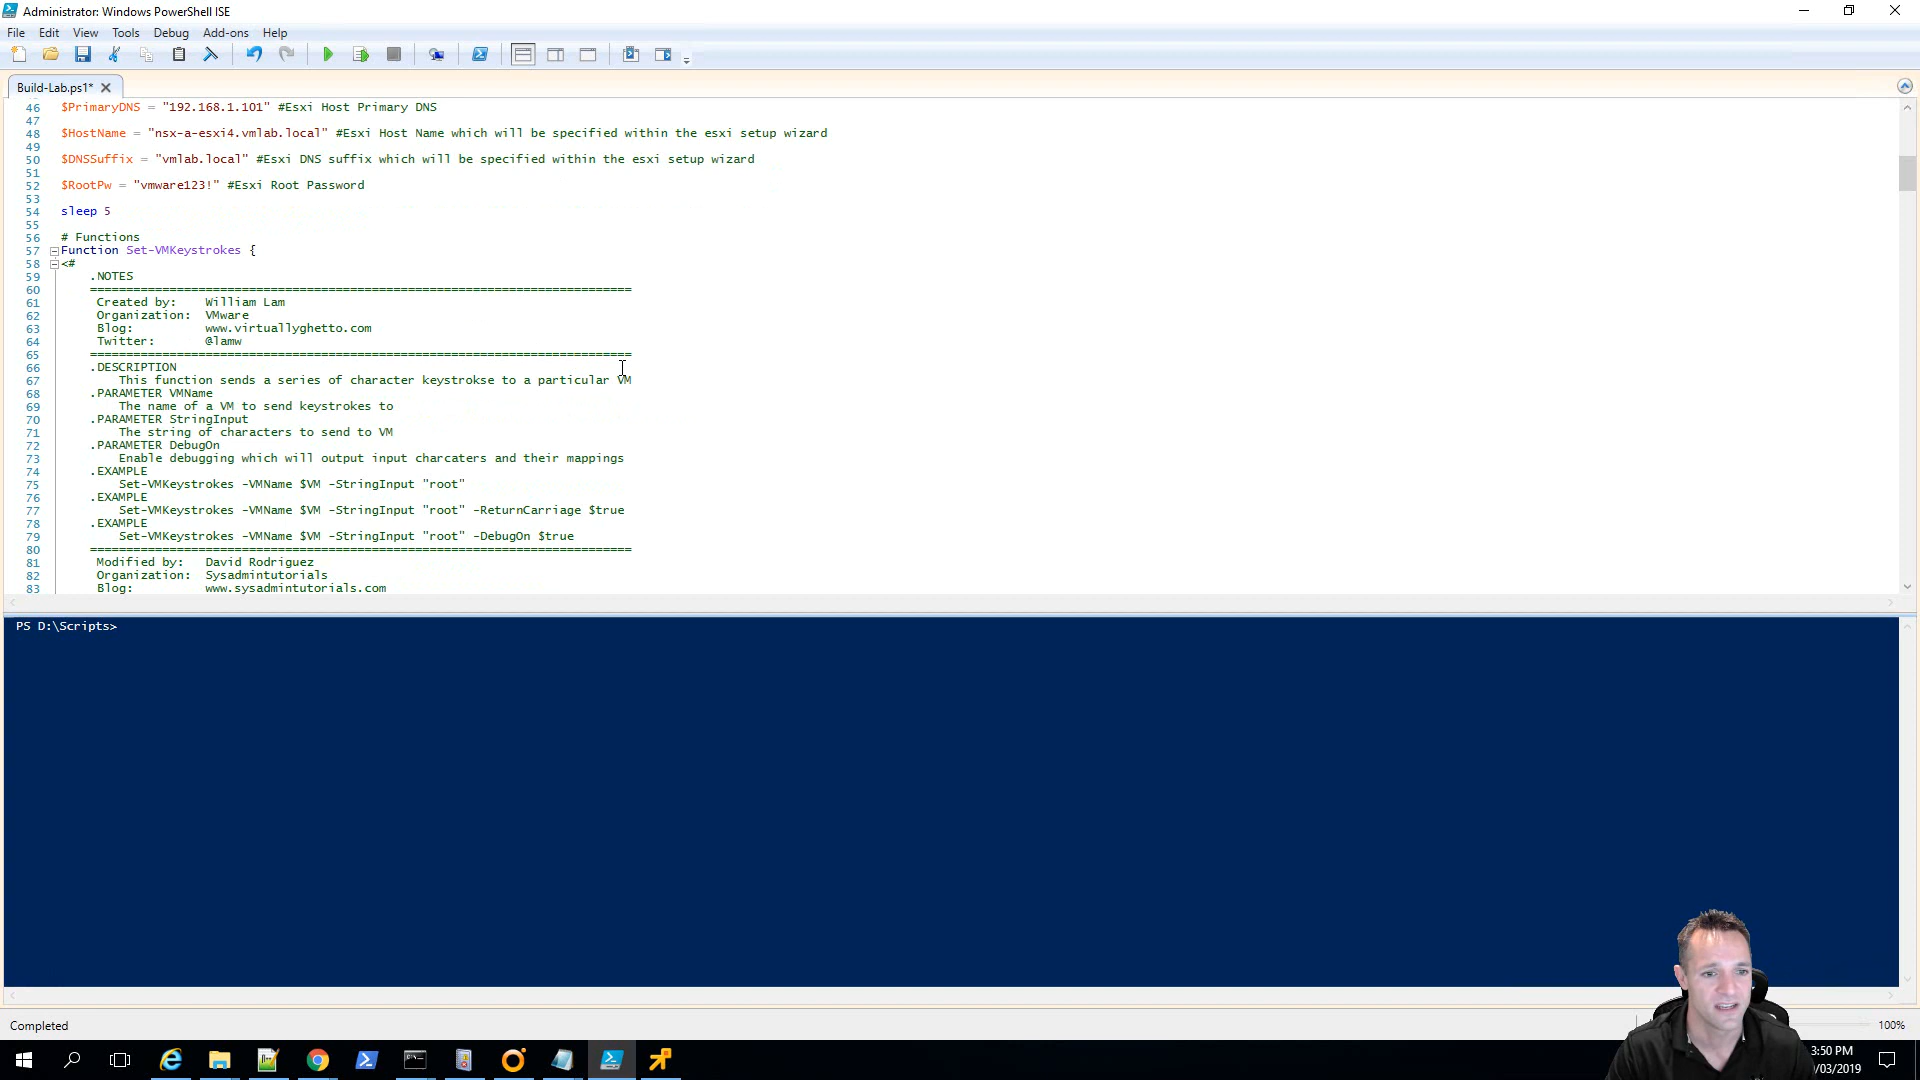 Administrator: Windows PowerShell ISE
File Edit View Tools Debug Add-ons Help
Build-Lab.ps1*
46 $PrimaryDNS = "192.168.1.101" #Esxi Host Primary DNS
47
48 $HostName = "nsx-a-esxi4.vmlab.local" #Esxi Host Name which will be specified within the esxi setup wizard
49
50 $DNSSuffix = "vmlab.local" #Esxi DNS suffix which will be specified within the esxi setup wizard
51
52 $RootPw = "vmware123!" #Esxi Root Password
53
54 sleep 5
55
56 # Functions
57 Function Set-VMKeystrokes {
58 <#
59 .NOTES
60 ===========================================================================
61 Created by: William Lam
62 Organization: VMware
63 Blog: www.virtuallyghetto.com
64 Twitter: @lamw
65 ===========================================================================
66 .DESCRIPTION
67 This function sends a series of character keystrokse to a particular VM
68 .PARAMETER VMName
69 The name of a VM to send keystrokes to
70 .PARAMETER StringInput
71 The string of characters to send to VM
72 .PARAMETER DebugOn
73 Enable debugging which will output input charcaters and their mappings
74 .EXAMPLE
75 Set-VMKeystrokes -VMName $VM -StringInput "root"
76 .EXAMPLE
77 Set-VMKeystrokes -VMName $VM -StringInput "root" -ReturnCarriage $true
78 .EXAMPLE
79 Set-VMKeystrokes -VMName $VM -StringInput "root" -DebugOn $true
80 ===========================================================================
81 Modified by: David Rodriguez
82 Organization: Sysadmintutorials
83 Blog: www.sysadmintutorials.com
PS D:\Scripts>
Completed
100%
3:50 PM
/03/2019